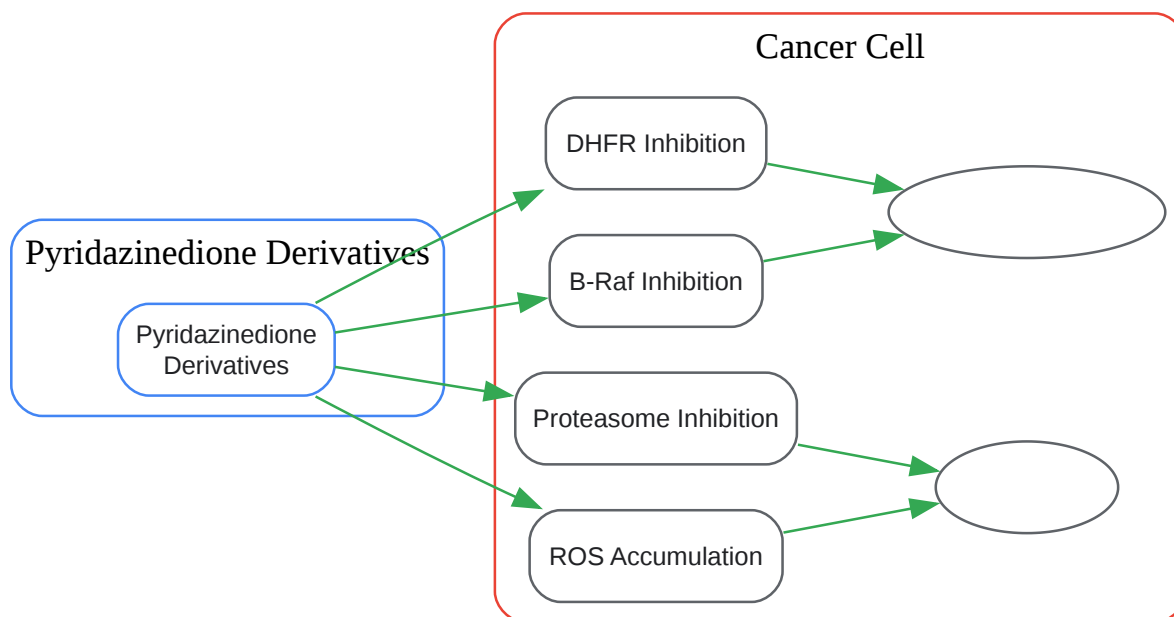 Cancer Cell
DHFR Inhibition
Pyridazinedione Derivatives
B-Raf Inhibition
Pyridazinedione
Derivatives
Proteasome Inhibition
ROS Accumulation